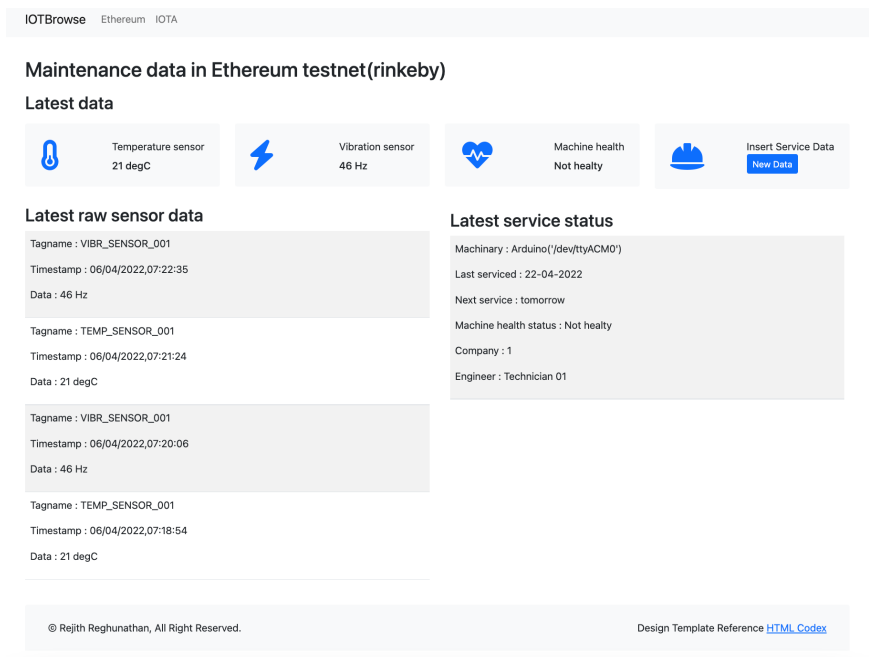 IOTBrowse Ethereum IOTA
Maintenance data in Ethereum testnet(rinkeby)
Latest data
Temperature sensor
21 degC
Vibration sensor
46 Hz
Machine health
Not healty
Insert Service Data
New Data
Latest raw sensor data
Tagname : VIBR_SENSOR_001
Timestamp : 06/04/2022,07:22:35
Data : 46 Hz
Tagname : TEMP_SENSOR_001
Timestamp : 06/04/2022,07:21:24
Data : 21 degC
Tagname : VIBR_SENSOR_001
Timestamp : 06/04/2022,07:20:06
Data : 46 Hz
Tagname : TEMP_SENSOR_001
Timestamp : 06/04/2022,07:18:54
Data : 21 degC
Latest service status
Machinary : Arduino('/dev/ttyACM0')
Last serviced : 22-04-2022
Next service : tomorrow
Machine health status : Not healty
Company : 1
Engineer : Technician 01
© Rejith Reghunathan, All Right Reserved.
Design Template Reference HTML Codex